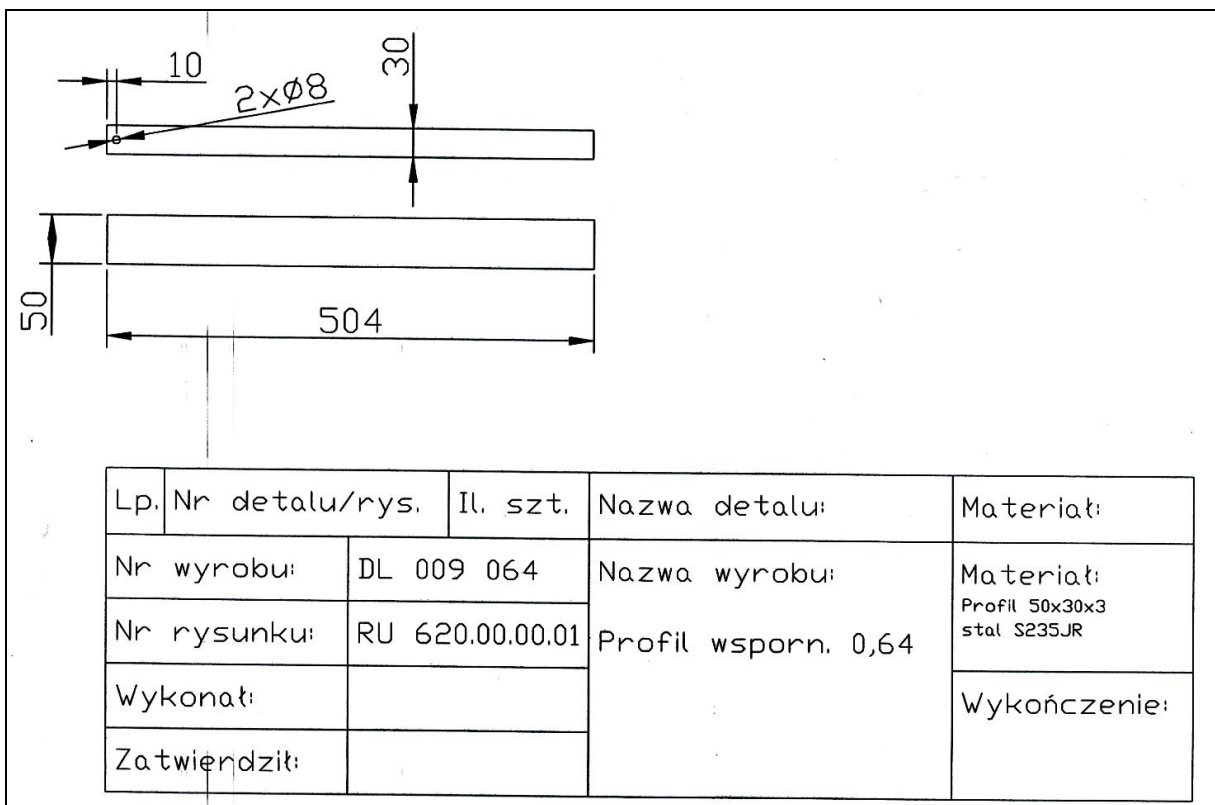 10
30
2xØ8
50
504
Lp. Nr detalu/rys. Il. szt. Nazwa detalu: Materiał:
Nr wyrobu: DL 009 064 Nazwa wyrobu: Materiał:
Profil 50x30x3
stal S235JR
Nr rysunku: RU 620.00.00.01 Profil wsporn. 0,64
Wykonał: Wykończenie:
Zatwierdził: